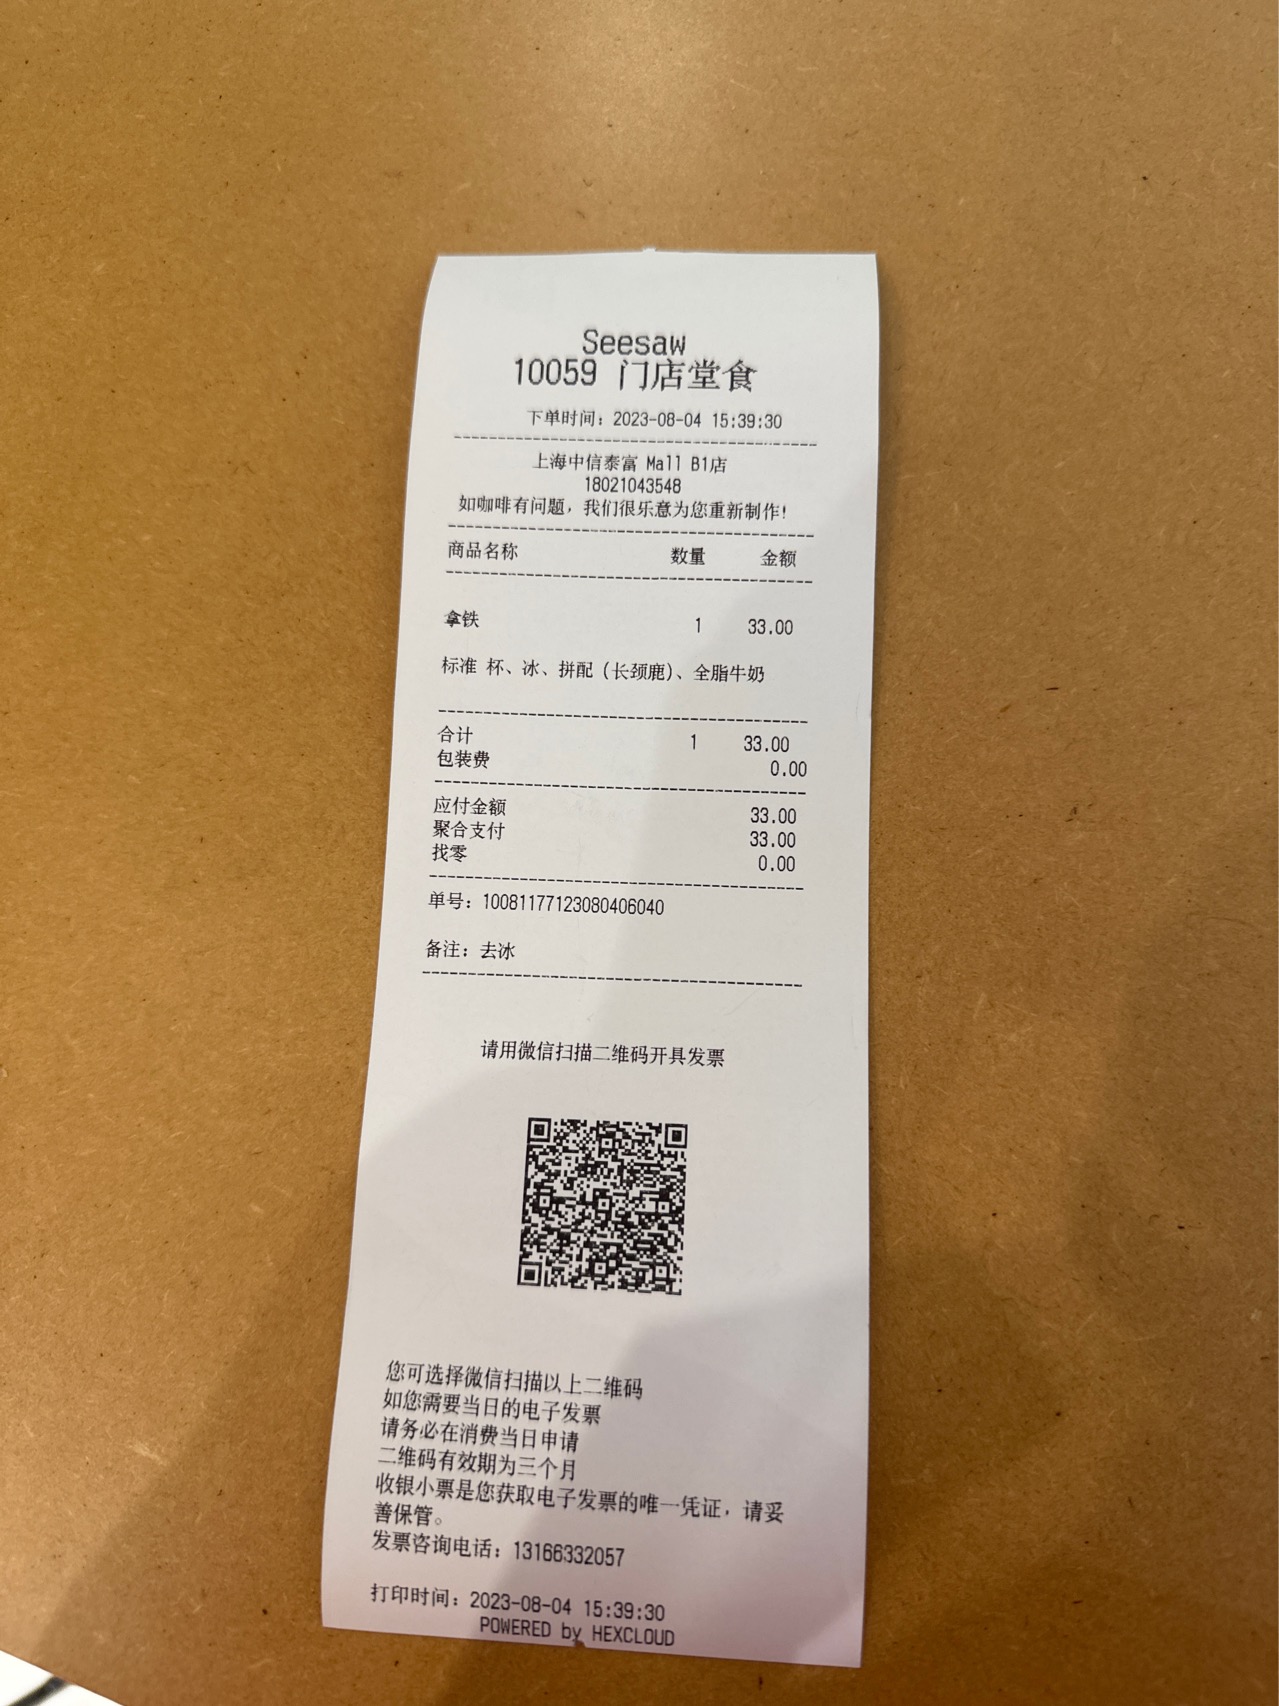 Seesaw
10059 门店堂食
下单时间：2023-08-04 15:39:30
上海中信泰富 Mall B1店
18021043548
如咖啡有问题，我们很乐意为您重新制作！
商品名称 数量 金额
拿铁 1 33.00
标准 杯、冰、拼配（长颈鹿）、全脂牛奶
合计 1 33.00
包装费 0.00
应付金额 33.00
聚合支付 33.00
找零 0.00
单号：10081177123080406040
备注：去冰
请用微信扫描二维码开具发票
您可选择微信扫描以上二维码
如您需要当日的电子发票
请务必在消费当日申请
二维码有效期为三个月
收银小票是您获取电子发票的唯一凭证，请妥
善保管。
发票咨询电话：13166332057
打印时间：2023-08-04 15:39:30
POWERED by HEXCLOUD